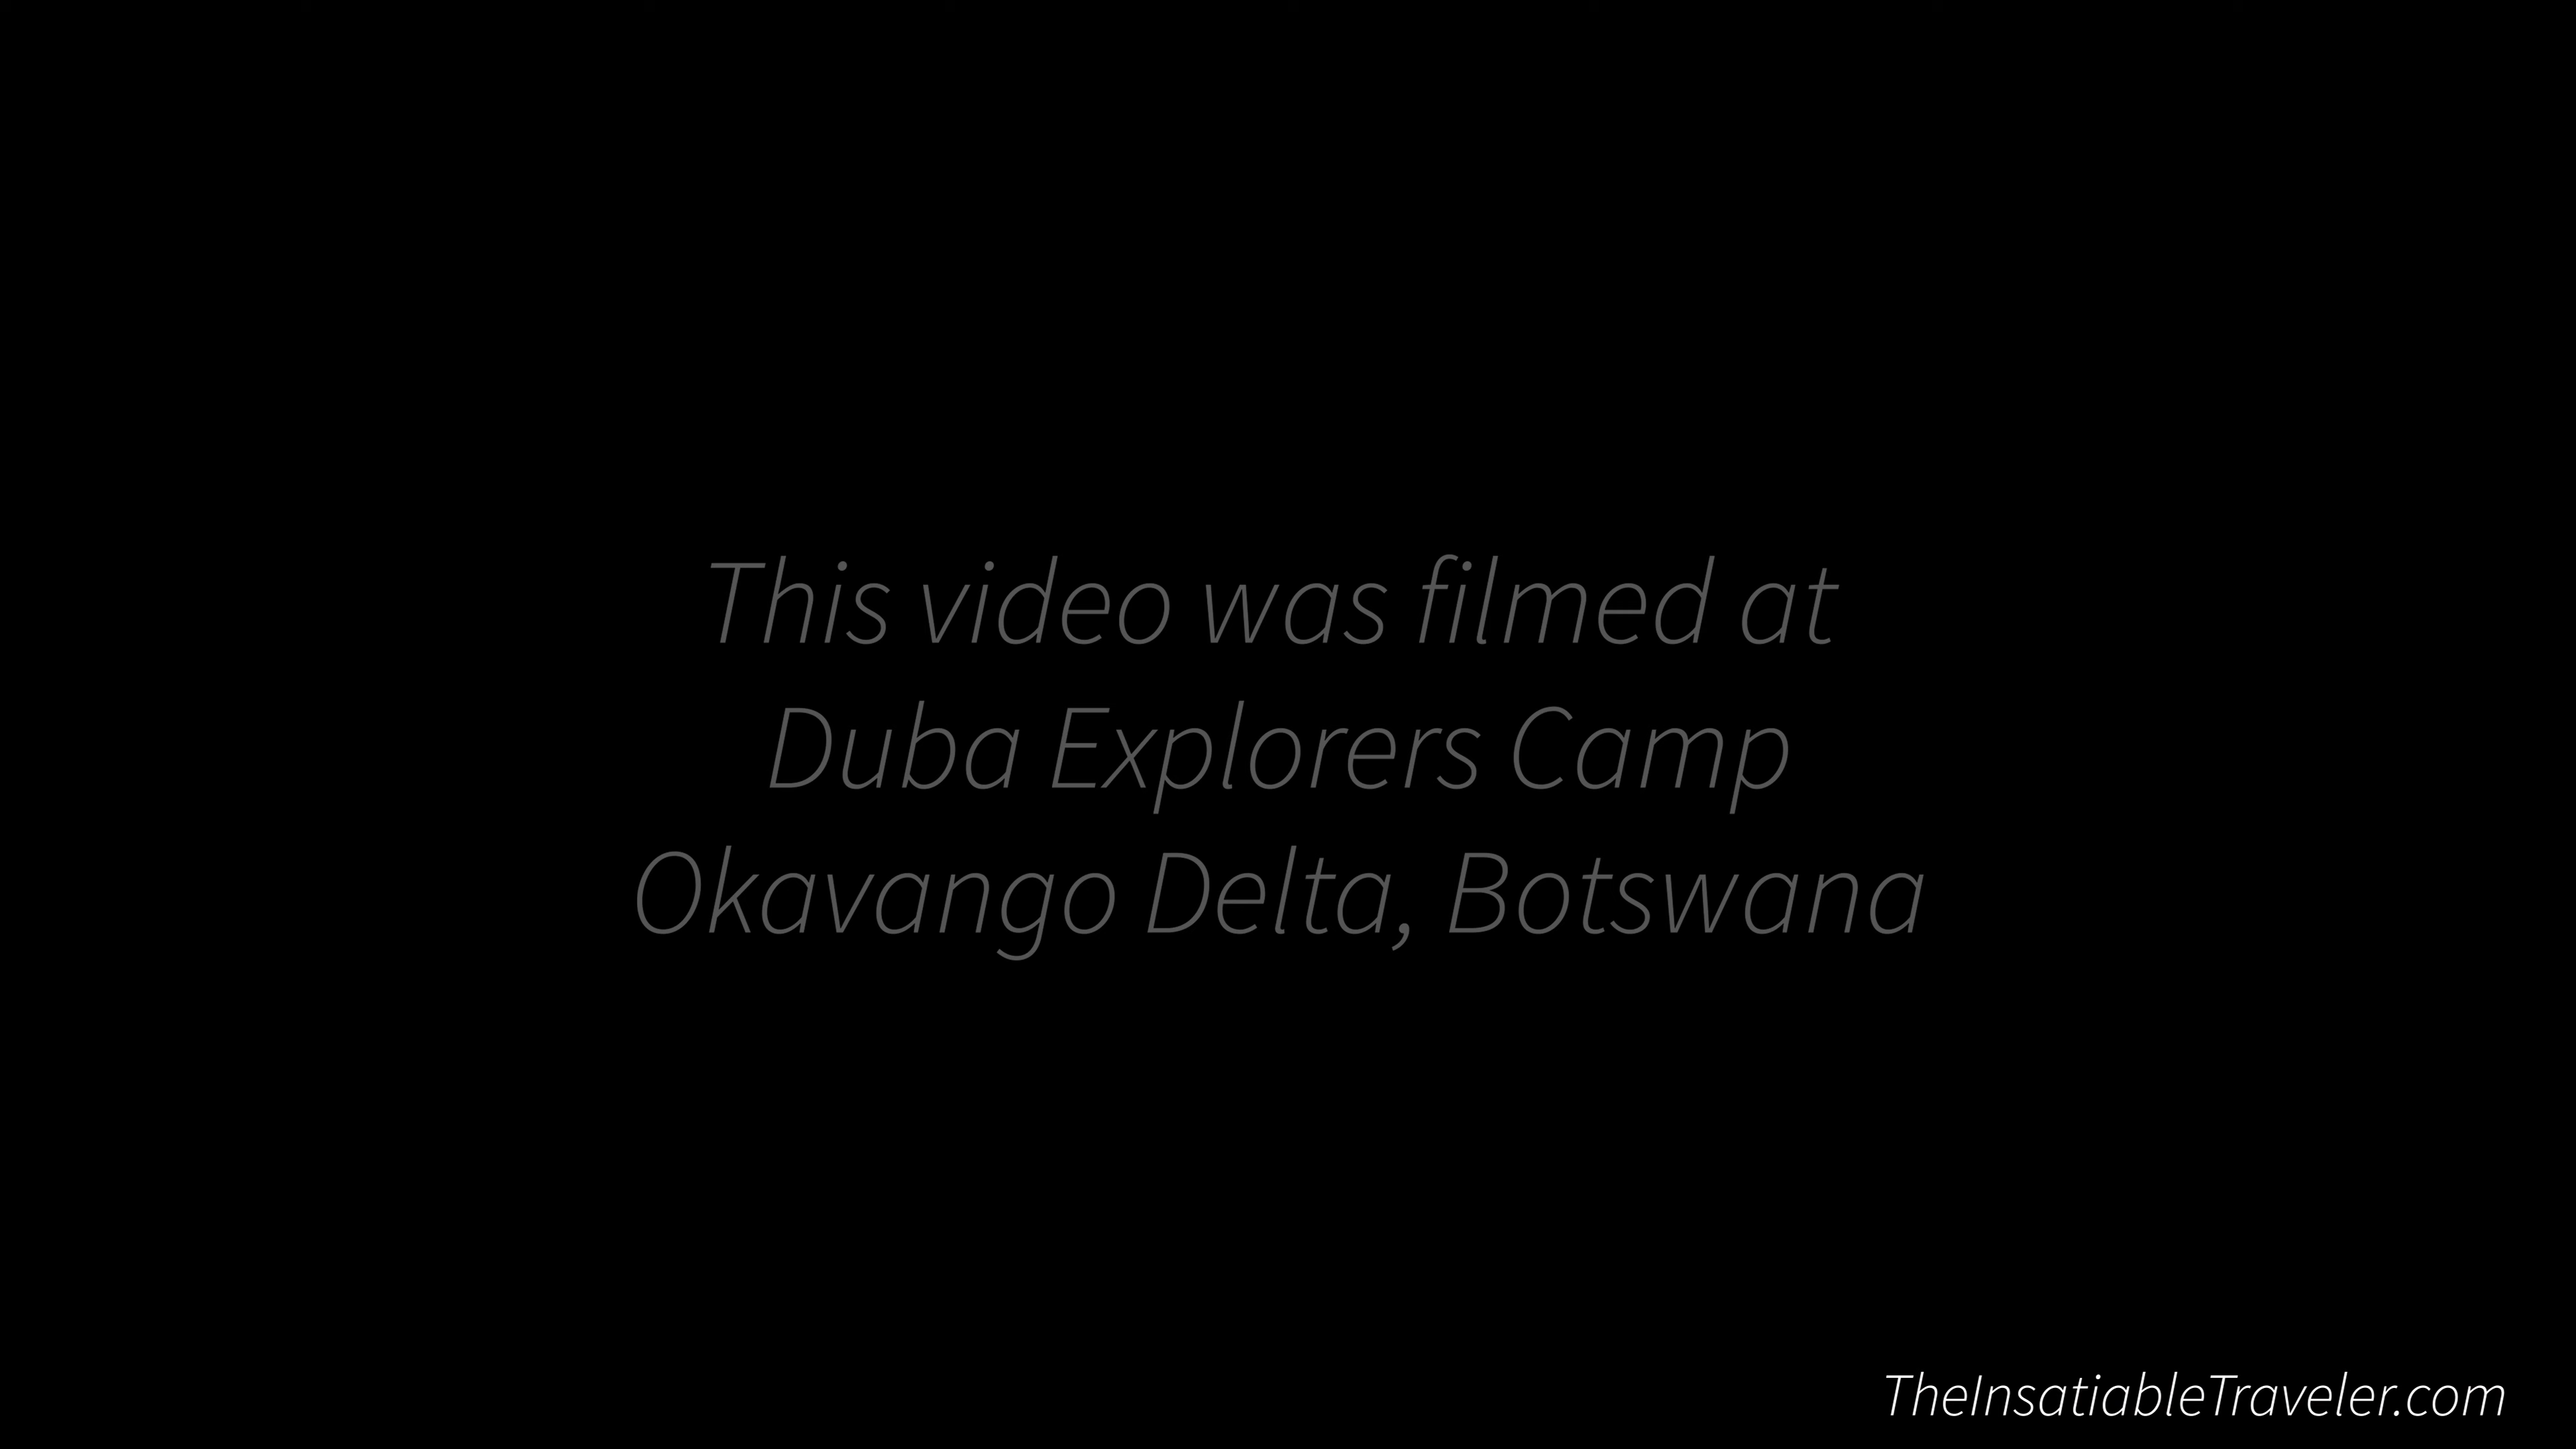 This video was filmed at
Duba Explorers Camp
Okavango Delta, Botswana
TheInsatiableTraveler.com